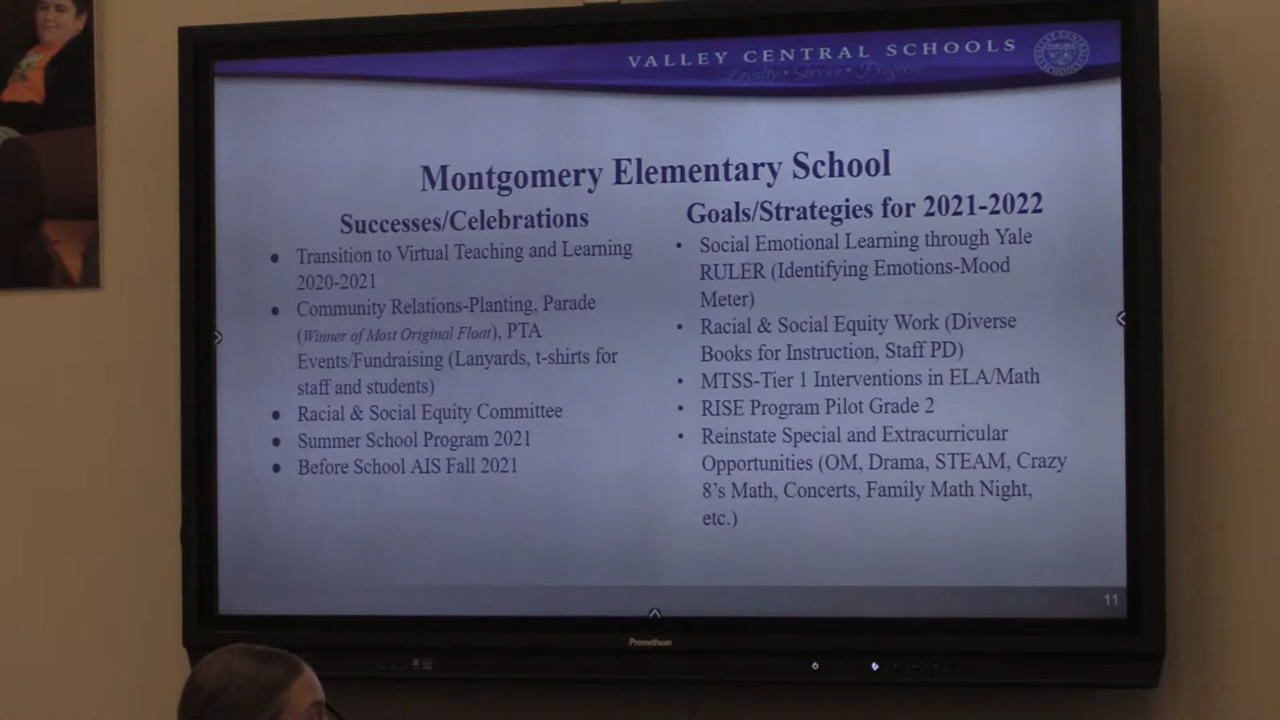 VALLEY CENTRAL SCHOOLS
Loyalty • Service •
Montgomery Elementary School
Successes/Celebrations
● Transition to Virtual Teaching and Learning
2020-2021
● Community Relations-Planting, Parade
(Winner of Most Original Float), PTA
Events/Fundraising (Lanyards, t-shirts for
staff and students)
● Racial & Social Equity Committee
● Summer School Program 2021
● Before School AIS Fall 2021
Goals/Strategies for 2021-2022
• Social Emotional Learning through Yale
RULER (Identifying Emotions-Mood
Meter)
• Racial & Social Equity Work (Diverse
Books for Instruction, Staff PD)
• MTSS-Tier 1 Interventions in ELA/Math
• RISE Program Pilot Grade 2
• Reinstate Special and Extracurricular
Opportunities (OM, Drama, STEAM, Crazy
8's Math, Concerts, Family Math Night,
etc.)
11
Promethean